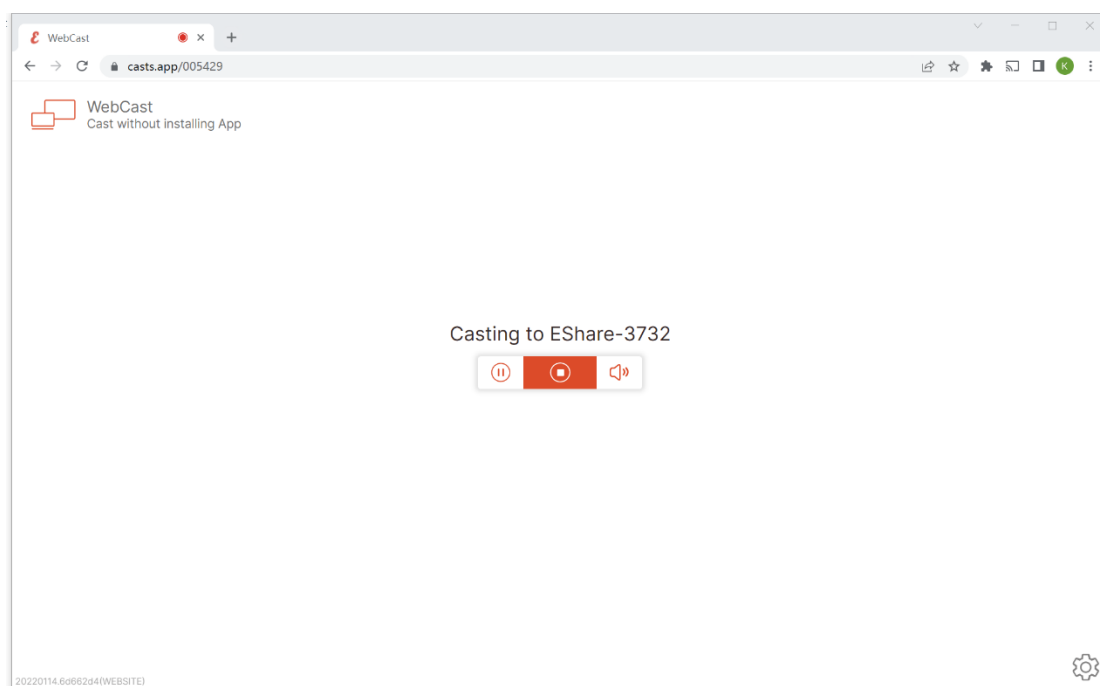 WebCast
casts.app/005429
K
WebCast
Cast without installing App
Casting to EShare-3732
20220114.6d662d4(WEBSITE)